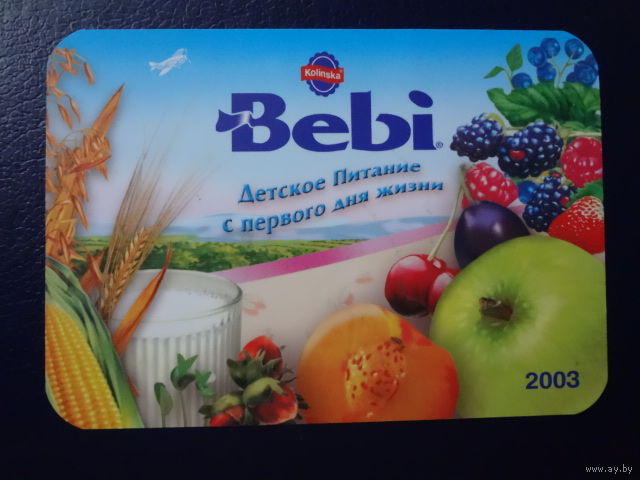 Kolinska
Bebi®
Детское Питание
с первого дня жизни
2003
www.ay.by